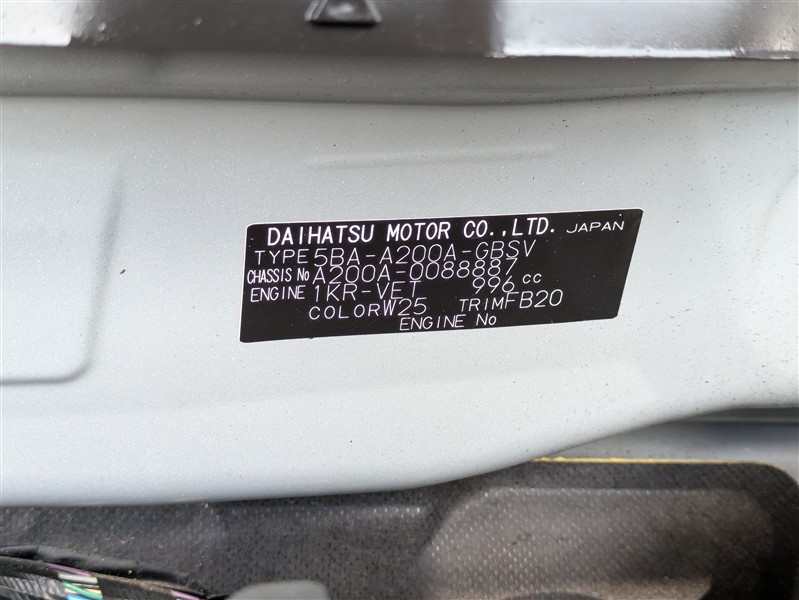 DAIHATSU MOTOR CO.,LTD. JAPAN
TYPE 5BA-A200A-GBSV
CHASSIS No A200A-0088887
ENGINE 1KR-VET 996 cc
COLOR W25 TRIM FB20
ENGINE No